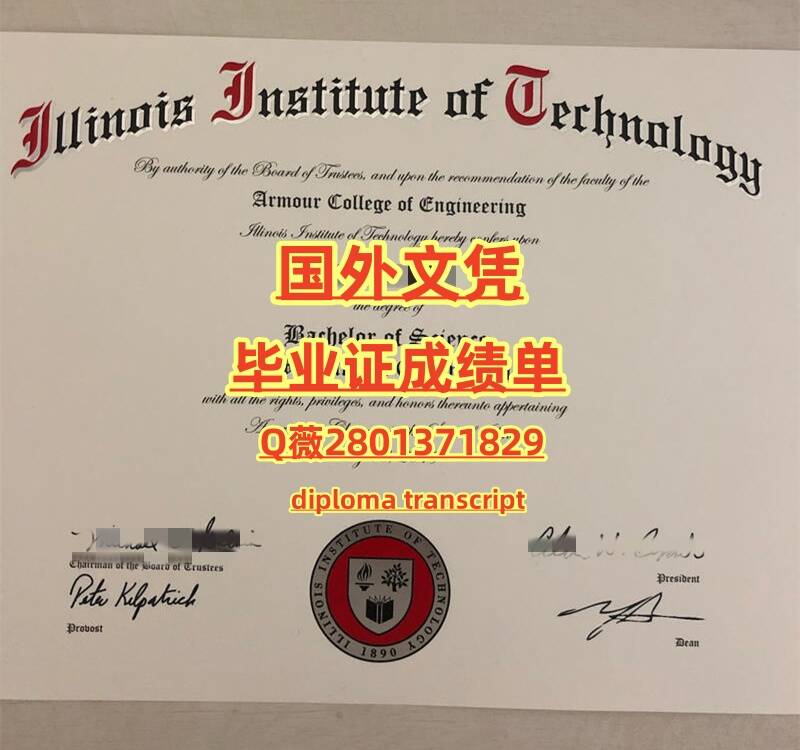 Illinois Institute of Technology
By authority of the Board of Trustees, and upon the recommendation of the faculty of the
Armour College of Engineering
Illinois Institute of Technology hereby confers upon
国外文凭
the degree of
Bachelor of Science
毕业证成绩单
with all the rights, privileges, and honors thereunto appertaining
Q薇2801371829
diploma transcript
Chairman of the Board of Trustees
President
Peter Kilpatrick
Provost
Dean
ILLINOIS INSTITUTE OF TECHNOLOGY
1890